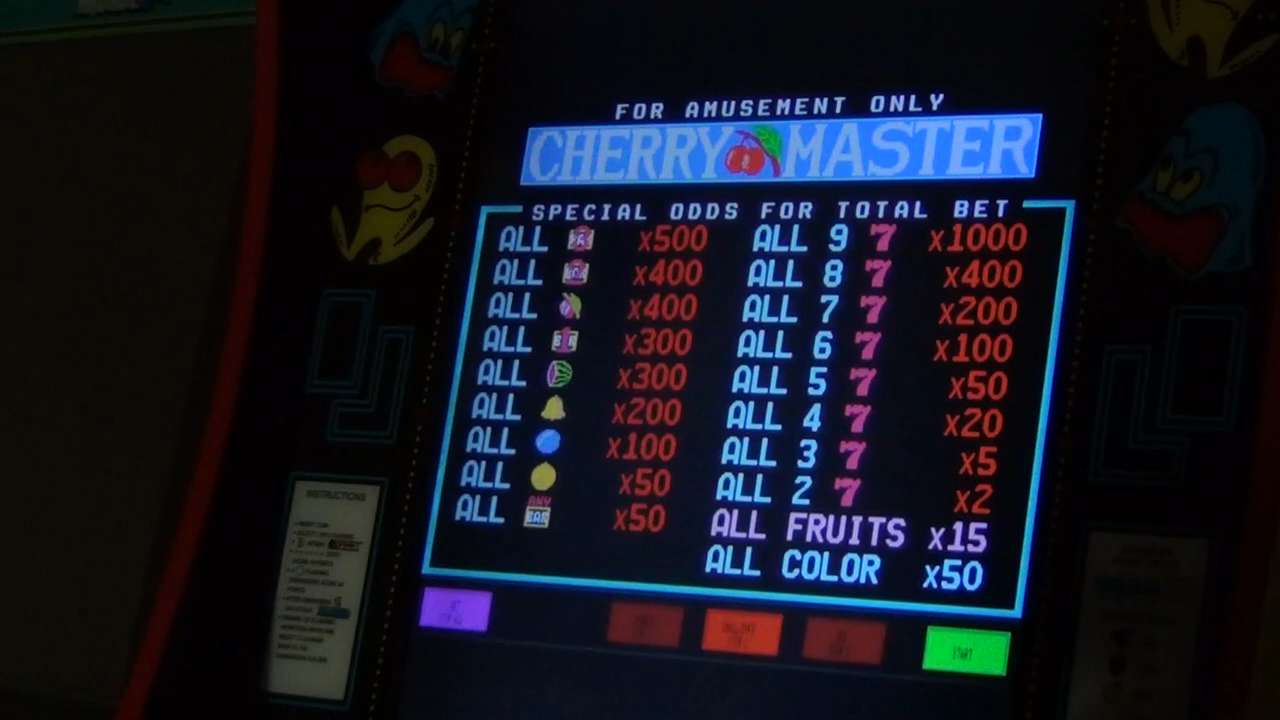 FOR AMUSEMENT ONLY
CHERRY MASTER
SPECIAL ODDS FOR TOTAL BET
ALL x500 ALL 9 7 x1000
ALL x400 ALL 8 7 x400
ALL x400 ALL 7 7 x200
ALL x300 ALL 6 7 x100
ALL x300 ALL 5 7 x50
ALL x200 ALL 4 7 x20
ALL x100 ALL 3 7 x5
ALL x50 ALL 2 7 x2
ALL ANY BAR x50 ALL FRUITS x15
ALL COLOR x50
START
INSTRUCTIONS